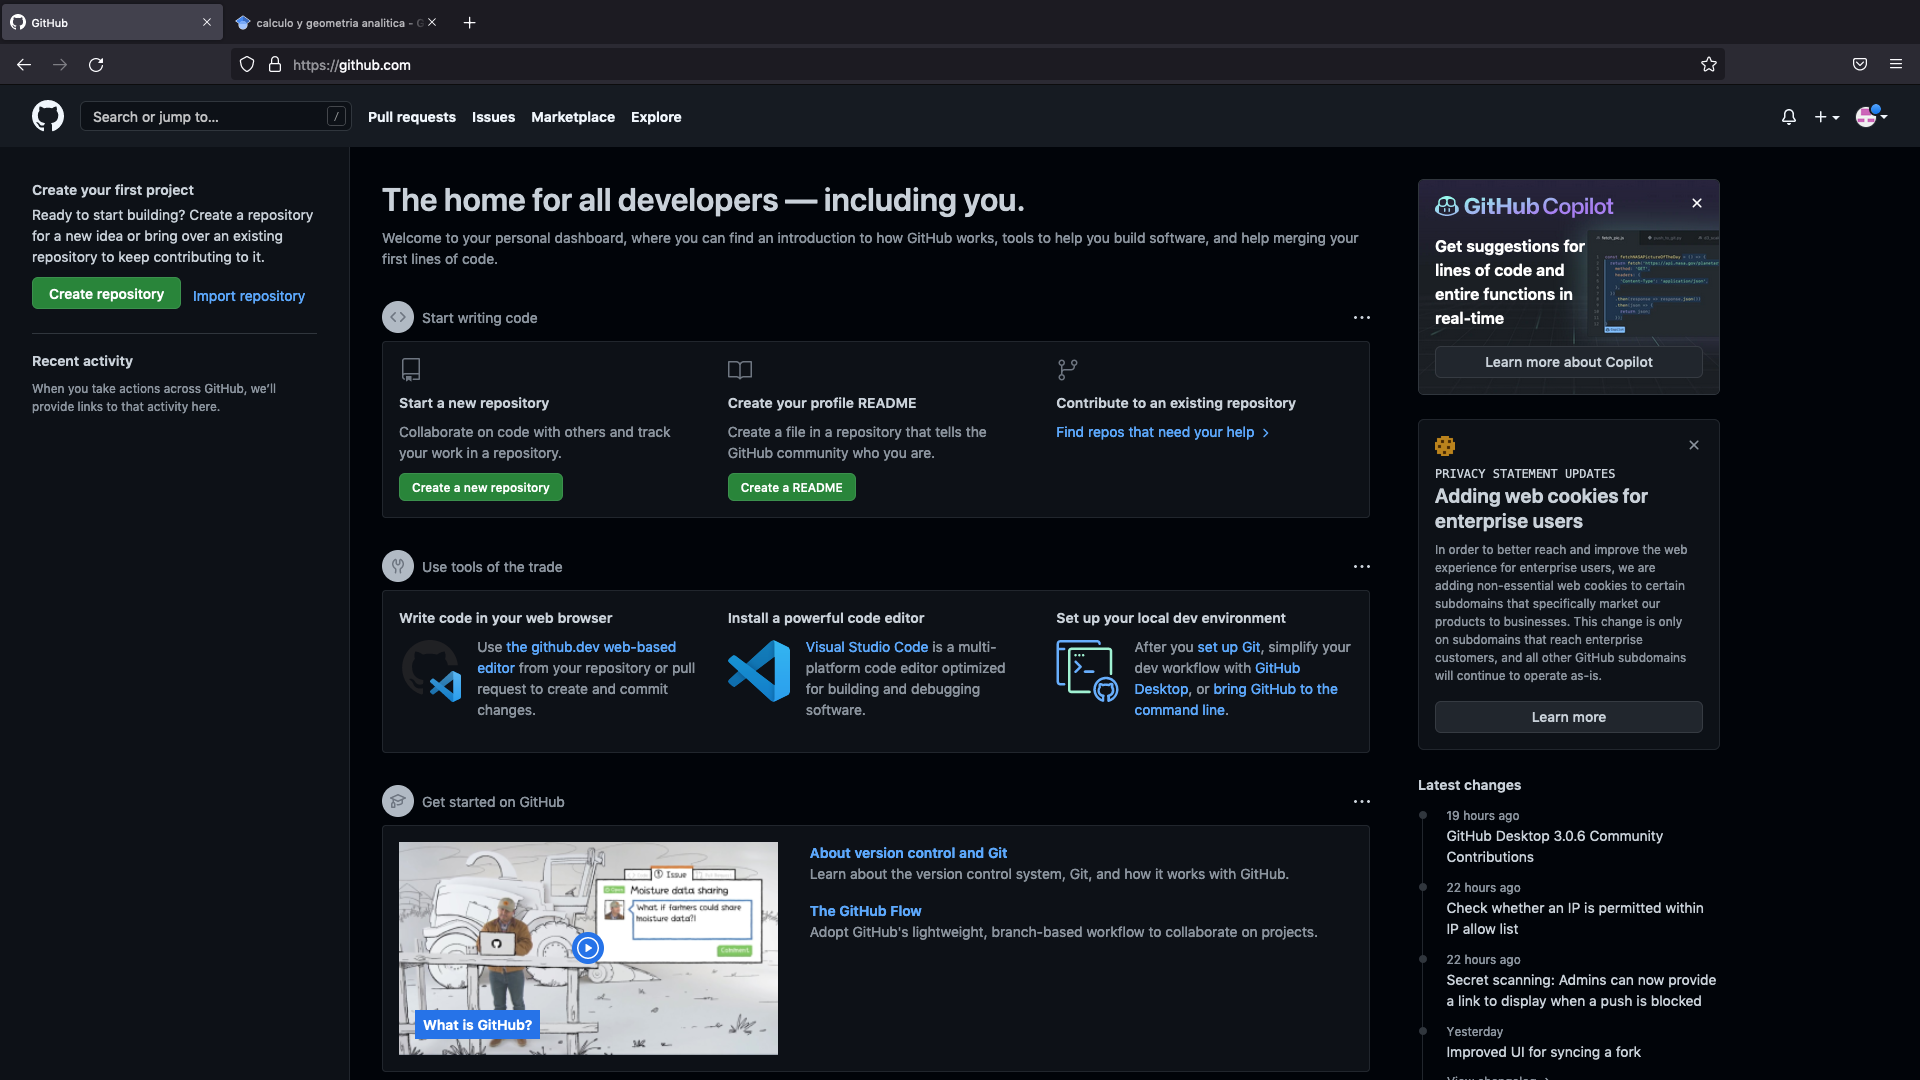 GitHub
calculo y geometria analitica - G
https://github.com
Search or jump to...
/
Pull requests
Issues
Marketplace
Explore
Create your first project
Ready to start building? Create a repository
for a new idea or bring over an existing
repository to keep contributing to it.
Create repository
Import repository
Recent activity
When you take actions across GitHub, we'll
provide links to that activity here.
The home for all developers — including you.
Welcome to your personal dashboard, where you can find an introduction to how GitHub works, tools to help you build software, and help merging your
first lines of code.
Start writing code
Start a new repository
Collaborate on code with others and track
your work in a repository.
Create a new repository
Create your profile README
Create a file in a repository that tells the
GitHub community who you are.
Create a README
Contribute to an existing repository
Find repos that need your help
Use tools of the trade
Write code in your web browser
Use the github.dev web-based
editor from your repository or pull
request to create and commit
changes.
Install a powerful code editor
Visual Studio Code is a multi-
platform code editor optimized
for building and debugging
software.
Set up your local dev environment
After you set up Git, simplify your
dev workflow with GitHub
Desktop, or bring GitHub to the
command line.
Get started on GitHub
Issue
Moisture data sharing
What if farmers could share
moisture data?!
Comment
What is GitHub?
About version control and Git
Learn about the version control system, Git, and how it works with GitHub.
The GitHub Flow
Adopt GitHub's lightweight, branch-based workflow to collaborate on projects.
GitHub Copilot
Get suggestions for
lines of code and
entire functions in
real-time
Learn more about Copilot
PRIVACY STATEMENT UPDATES
Adding web cookies for
enterprise users
In order to better reach and improve the web
experience for enterprise users, we are
adding non-essential web cookies to certain
subdomains that specifically market our
products to businesses. This change is only
on subdomains that reach enterprise
customers, and all other GitHub subdomains
will continue to operate as-is.
Learn more
Latest changes
19 hours ago
GitHub Desktop 3.0.6 Community
Contributions
22 hours ago
Check whether an IP is permitted within
IP allow list
22 hours ago
Secret scanning: Admins can now provide
a link to display when a push is blocked
Yesterday
Improved UI for syncing a fork
View changelog